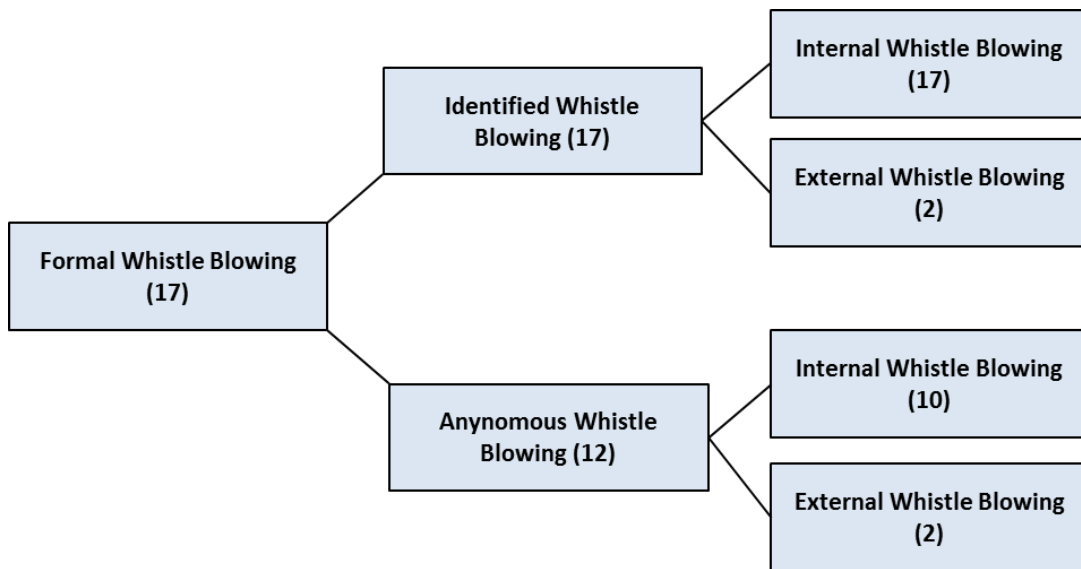 Internal Whistle Blowing
(17)
Identified Whistle
Blowing (17)
External Whistle Blowing
(2)
Formal Whistle Blowing
(17)
Internal Whistle Blowing
(10)
Anynomous Whistle
Blowing (12)
External Whistle Blowing
(2)